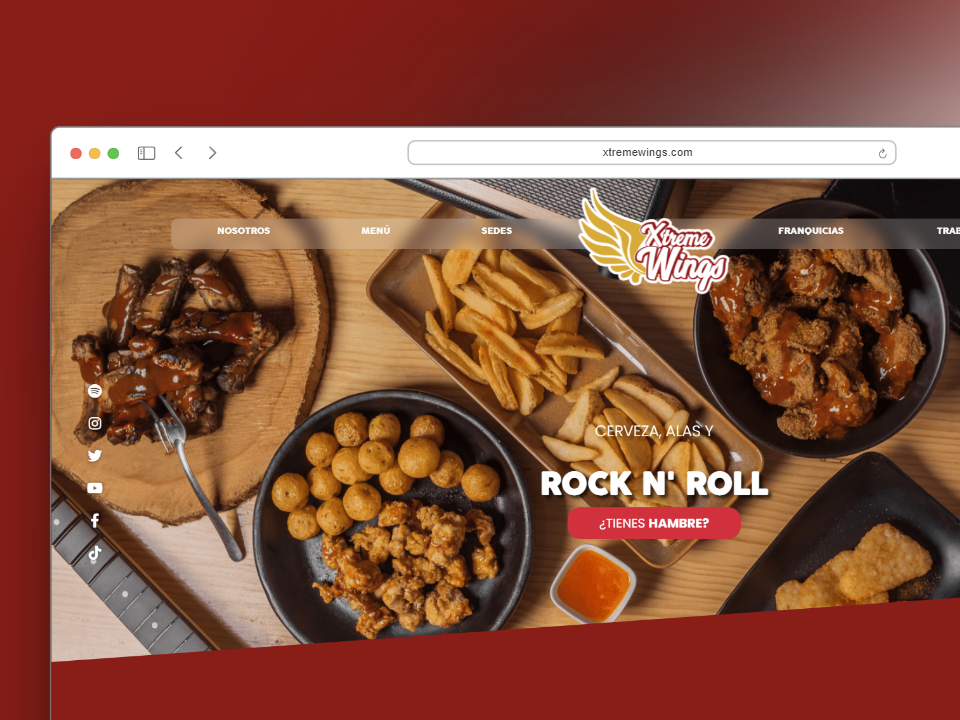 xtremewings.com
NOSOTROS
MENÚ
SEDES
Xtreme
Wings
FRANQUICIAS
TRAB
CERVEZA, ALAS Y
ROCK N' ROLL
¿TIENES HAMBRE?